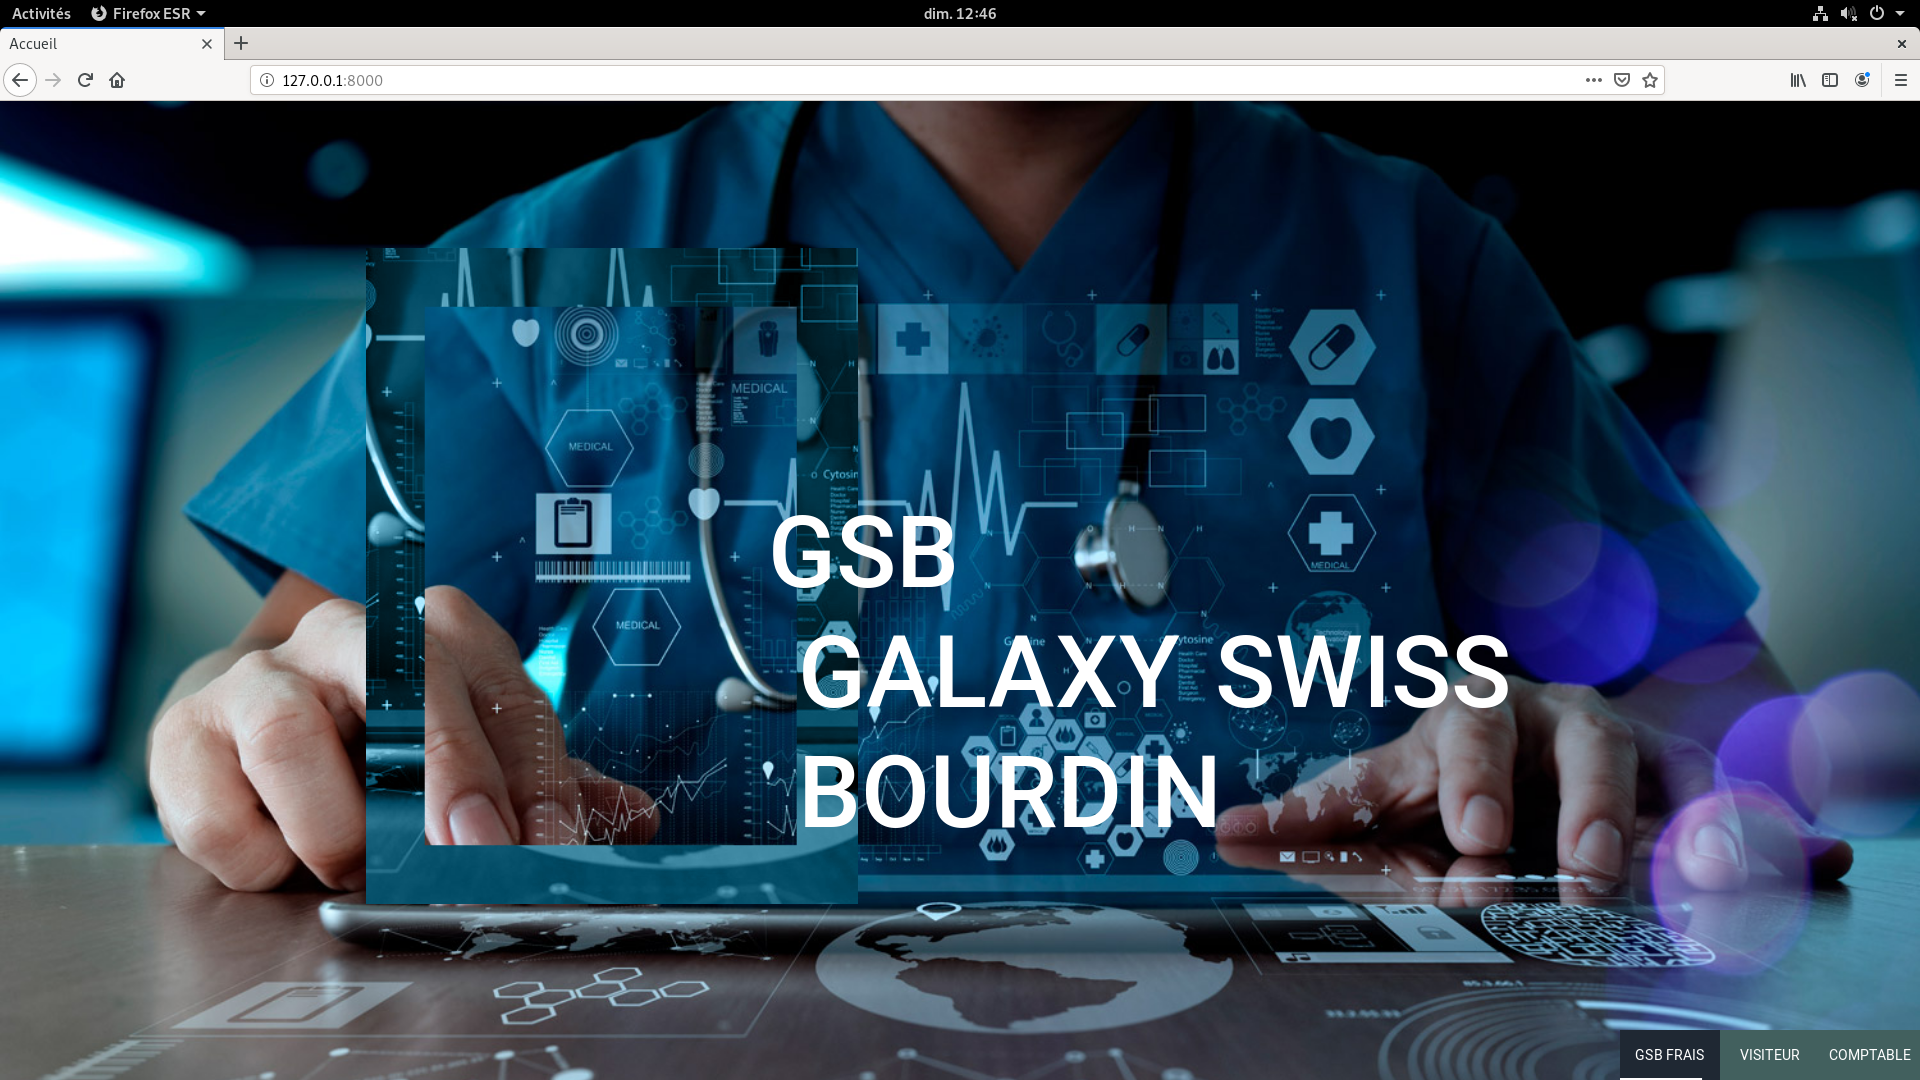 Activités
Firefox ESR
dim. 12:46
Accueil
127.0.0.1:8000
MEDICAL
MEDICAL
MEDICAL
Cytosin
MEDICAL
GSB
GALAXY SWISS
BOURDIN
GSB FRAIS
VISITEUR
COMPTABLE